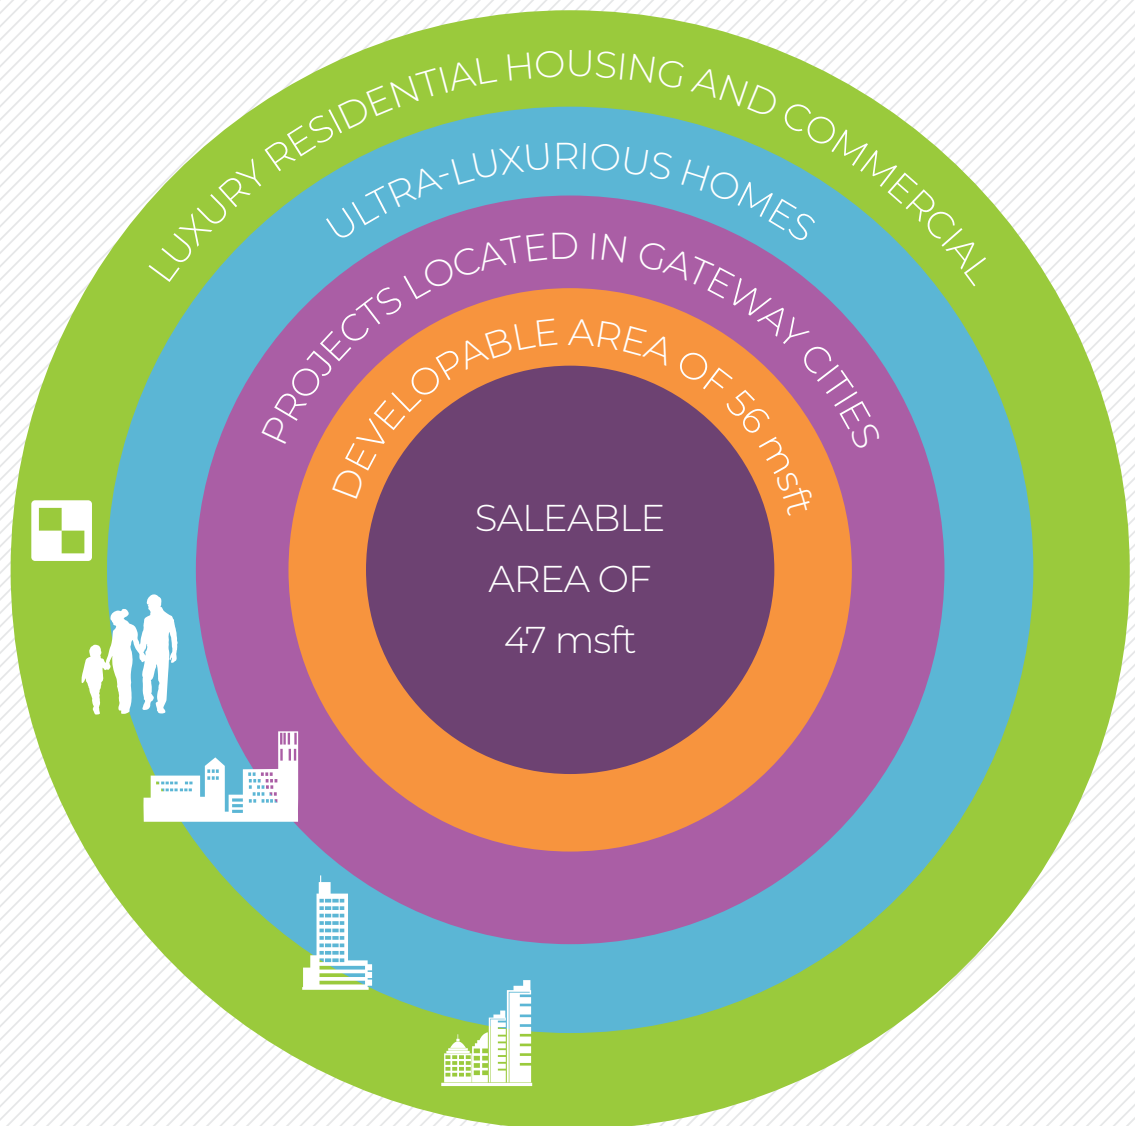 LUXURY RESIDENTIAL HOUSING AND COMMERCIAL
ULTRA-LUXURIOUS HOMES
PROJECTS LOCATED IN GATEWAY CITIES
DEVELOPABLE AREA OF 56 msft
SALEABLE
AREA OF
47 msft